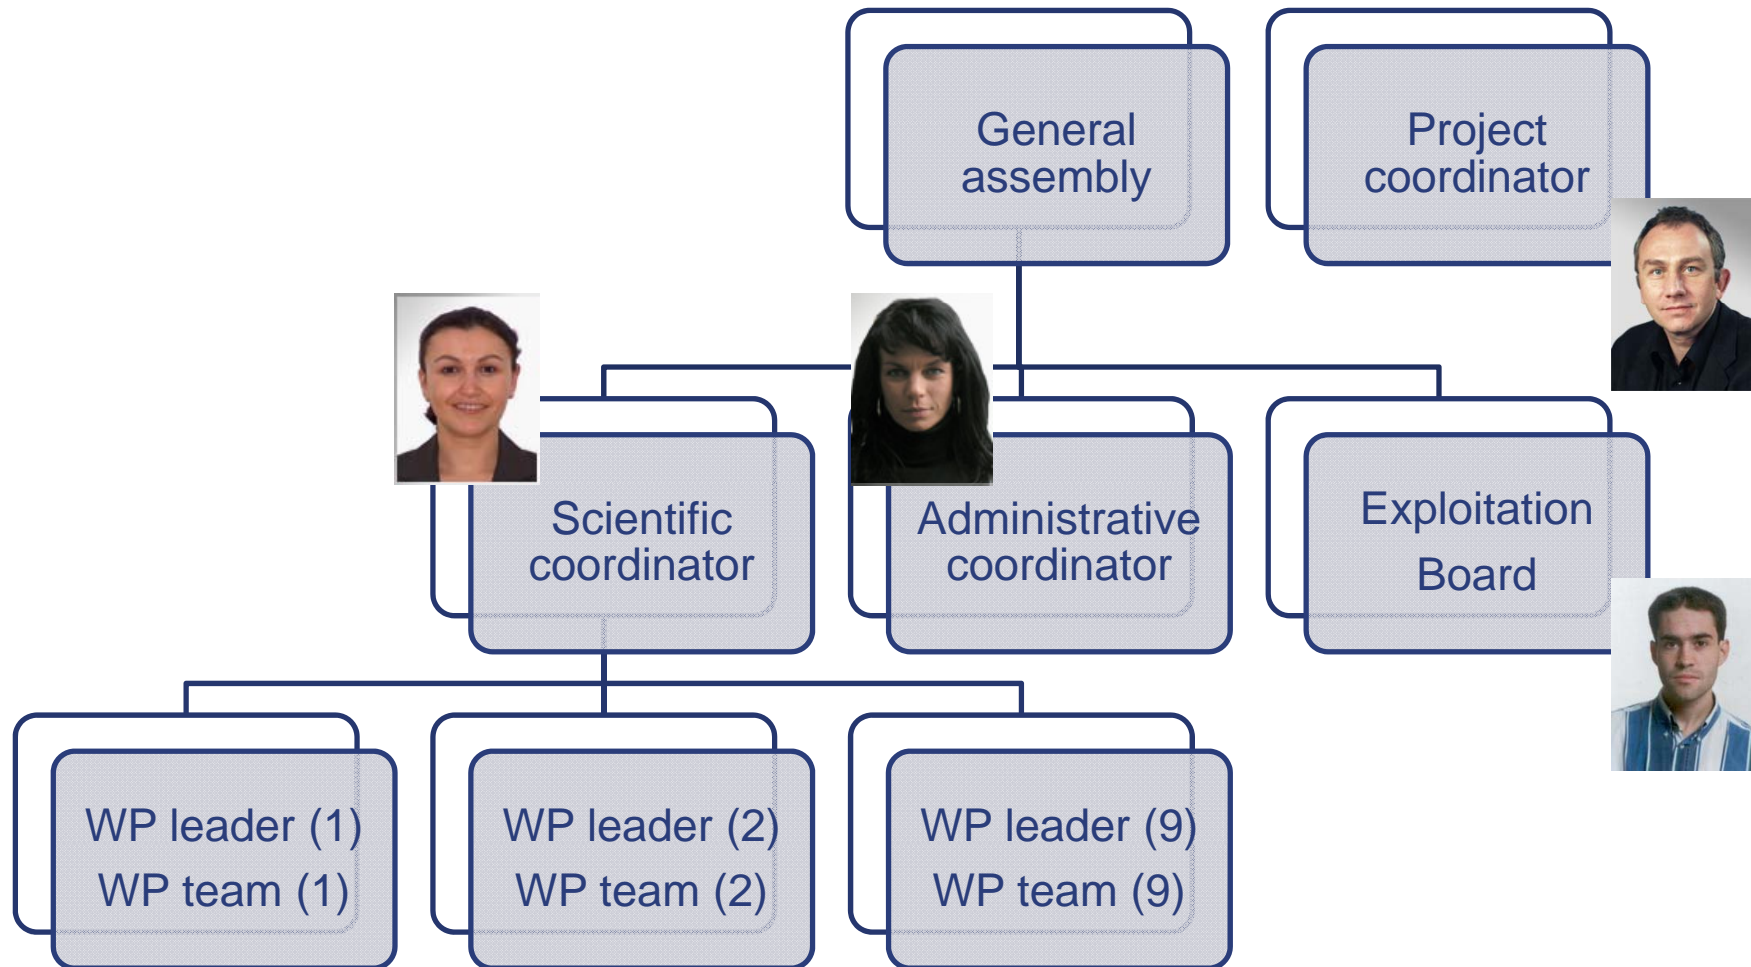 General
assembly
Project
coordinator
Scientific
coordinator
Administrative
coordinator
Exploitation
Board
WP leader (1)
WP team (1)
WP leader (2)
WP team (2)
WP leader (9)
WP team (9)